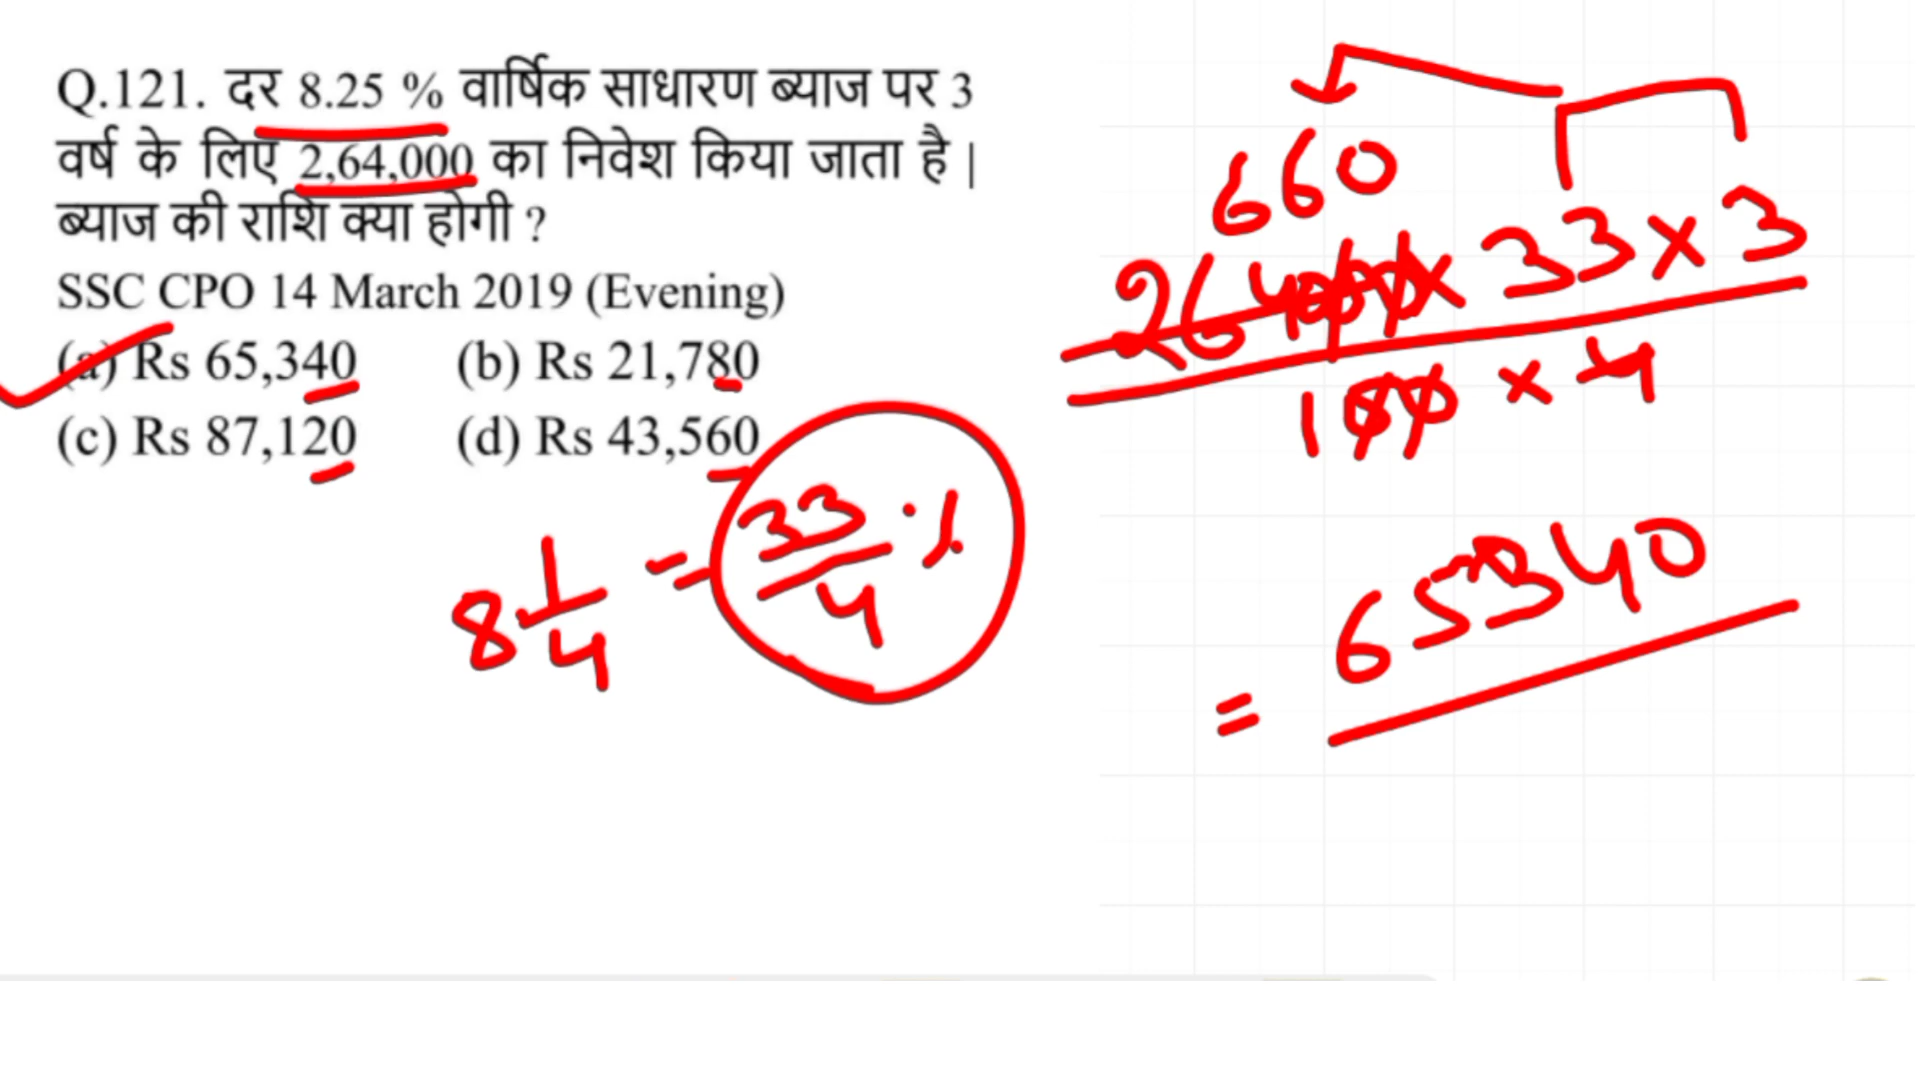 Q.121. दर 8.25 % वार्षिक साधारण ब्याज पर 3
वर्ष के लिए 2,64,000 का निवेश किया जाता है |
ब्याज की राशि क्या होगी ?
SSC CPO 14 March 2019 (Evening)
(a) Rs 65,340 (b) Rs 21,780
(c) Rs 87,120 (d) Rs 43,560
8 1/4 = 33/4 %
660
264000 × 33 × 3
100 × 4
= 65340